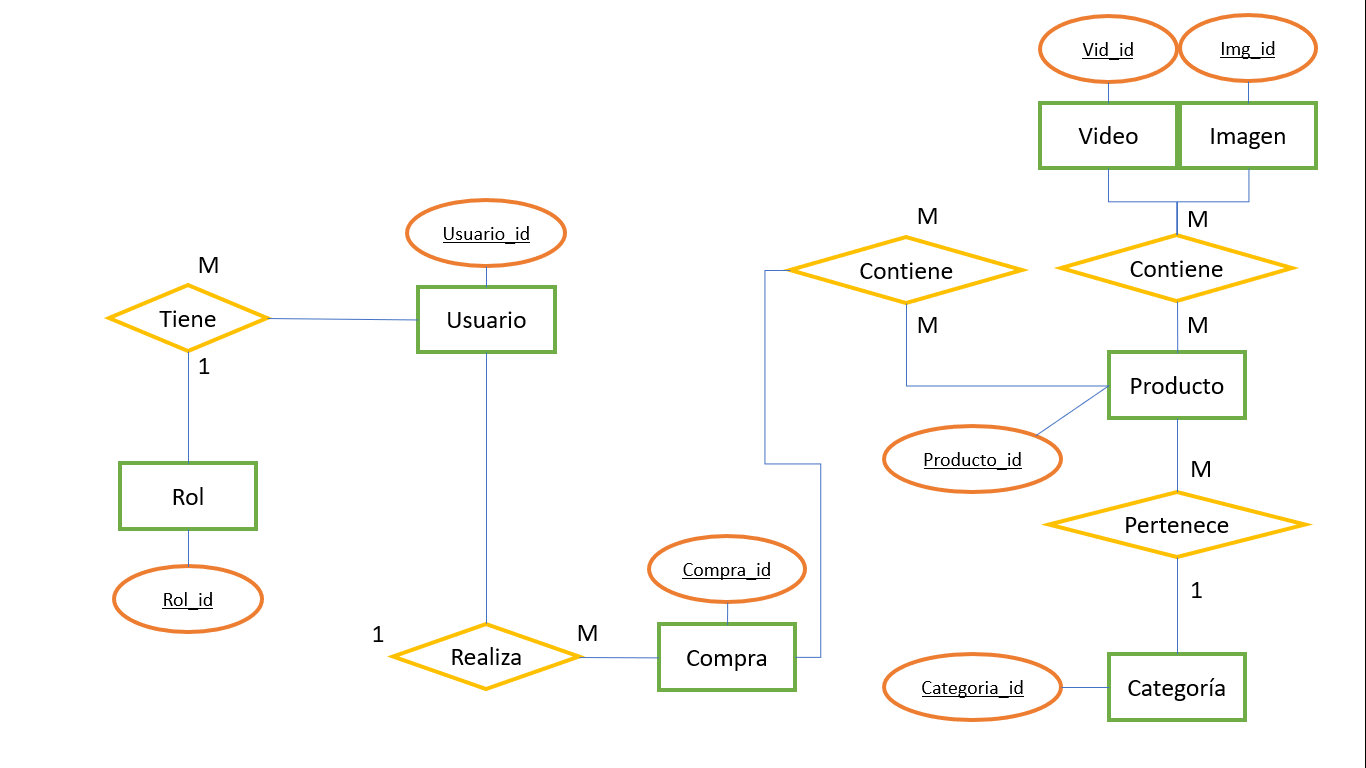 Vid_id
Img_id
Video
Imagen
M
M
Usuario_id
Contiene
Contiene
M
Tiene
Usuario
M
M
1
Producto
Producto_id
M
Rol
Pertenece
Compra_id
1
Rol_id
1
M
Realiza
Compra
Categoria_id
Categoría